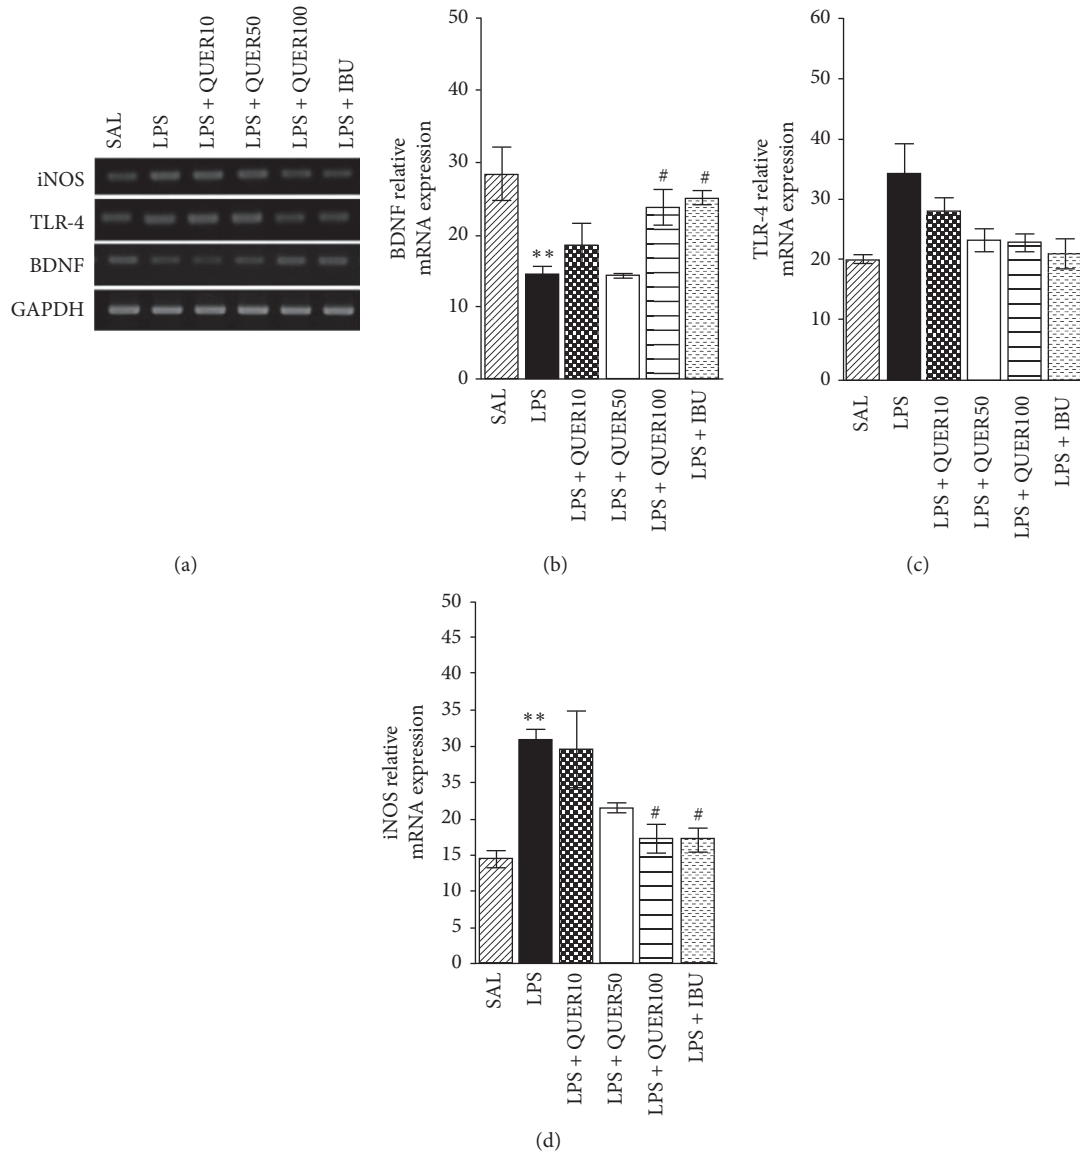 SAL
LPS
LPS + QUER10
LPS + QUER50
LPS + QUER100
LPS + IBU
iNOS
TLR-4
BDNF
GAPDH
(a)
BDNF relative
mRNA expression
50
40
30
20
10
0
**
#
#
SAL
LPS
LPS + QUER10
LPS + QUER50
LPS + QUER100
LPS + IBU
(b)
TLR-4 relative
mRNA expression
60
50
40
30
20
10
0
SAL
LPS
LPS + QUER10
LPS + QUER50
LPS + QUER100
LPS + IBU
(c)
iNOS relative
mRNA expression
50
45
40
35
30
25
20
15
10
5
0
**
#
#
SAL
LPS
LPS + QUER10
LPS + QUER50
LPS + QUER100
LPS + IBU
(d)